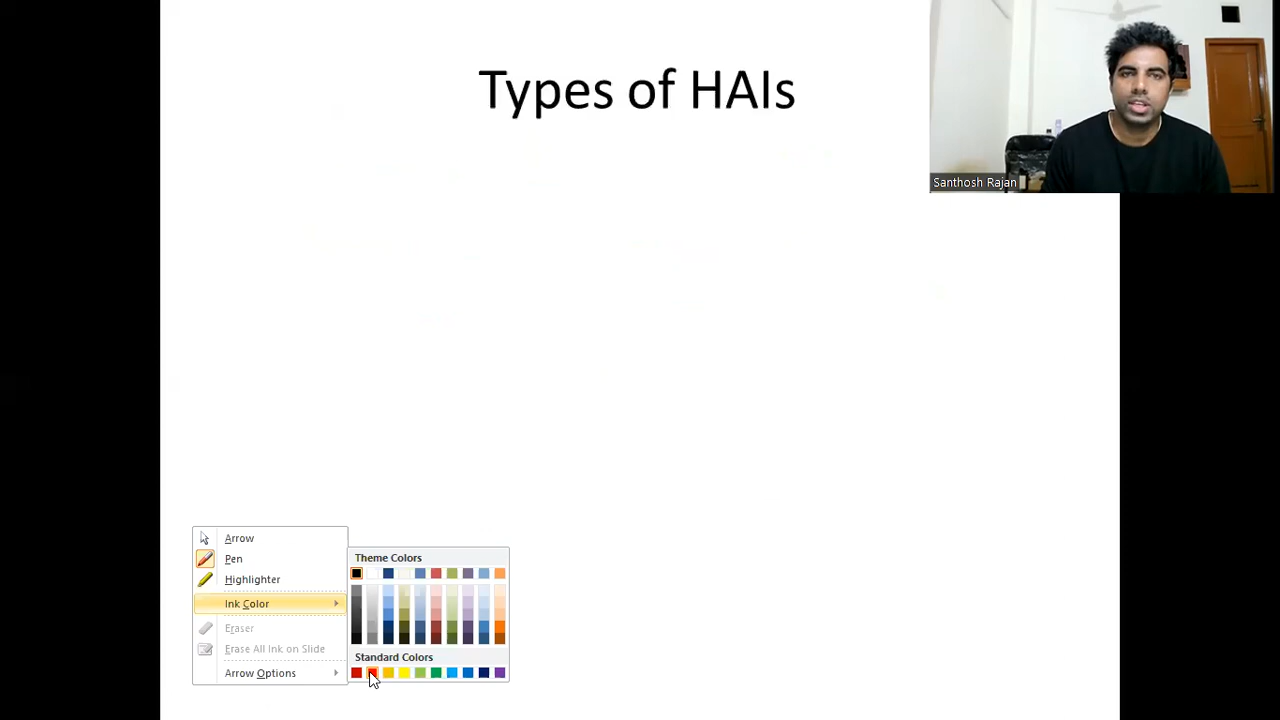 Types of HAIs
Santhosh Rajan
Arrow
Pen
Highlighter
Ink Color
Eraser
Erase All Ink on Slide
Arrow Options
Theme Colors
Standard Colors